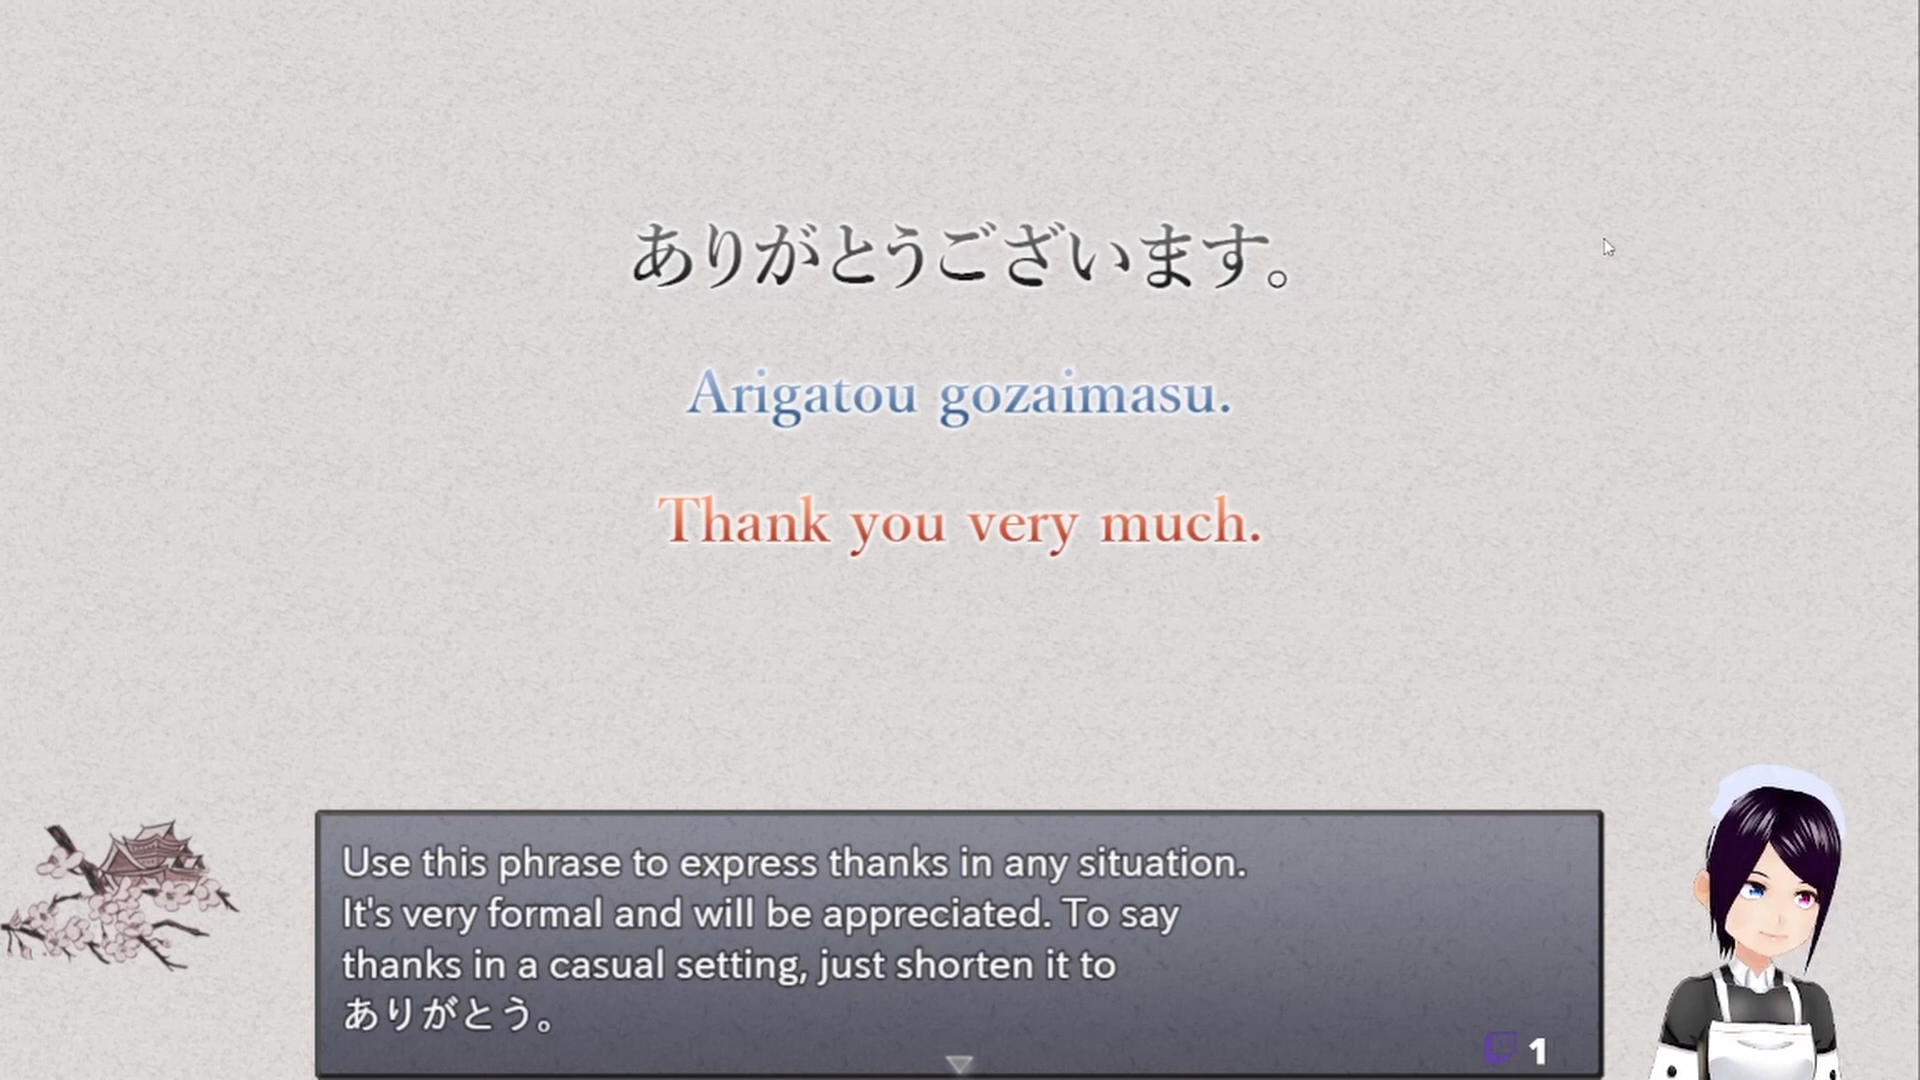 ありがとうございます。
Arigatou gozaimasu.
Thank you very much.
Use this phrase to express thanks in any situation.
It's very formal and will be appreciated. To say
thanks in a casual setting, just shorten it to
ありがとう。
1